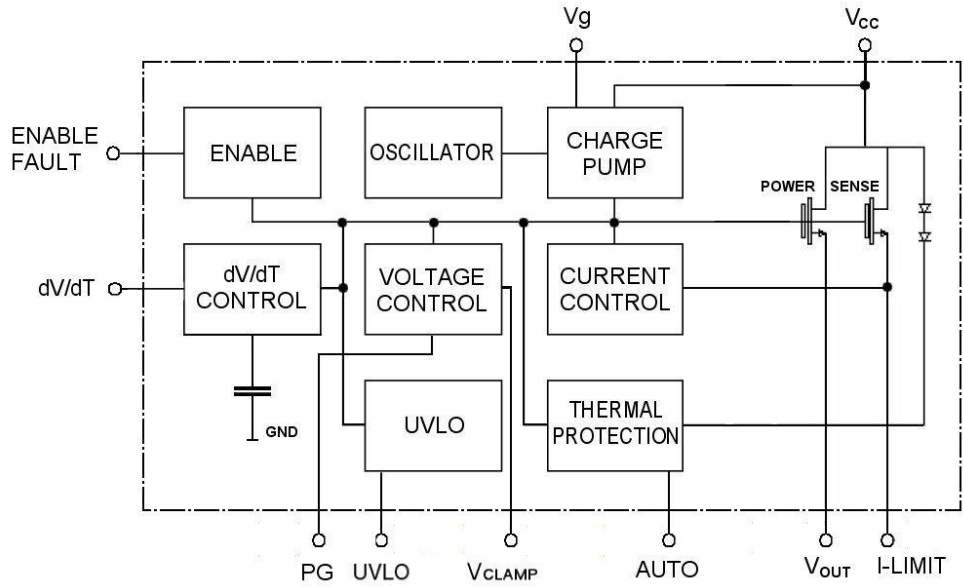 Vg
VCC
ENABLE
FAULT
ENABLE
OSCILLATOR
CHARGE
PUMP
POWER
SENSE
dV/dT
dV/dT
CONTROL
VOLTAGE
CONTROL
CURRENT
CONTROL
GND
UVLO
THERMAL
PROTECTION
PG
UVLO
VCLAMP
AUTO
VOUT
I-LIMIT